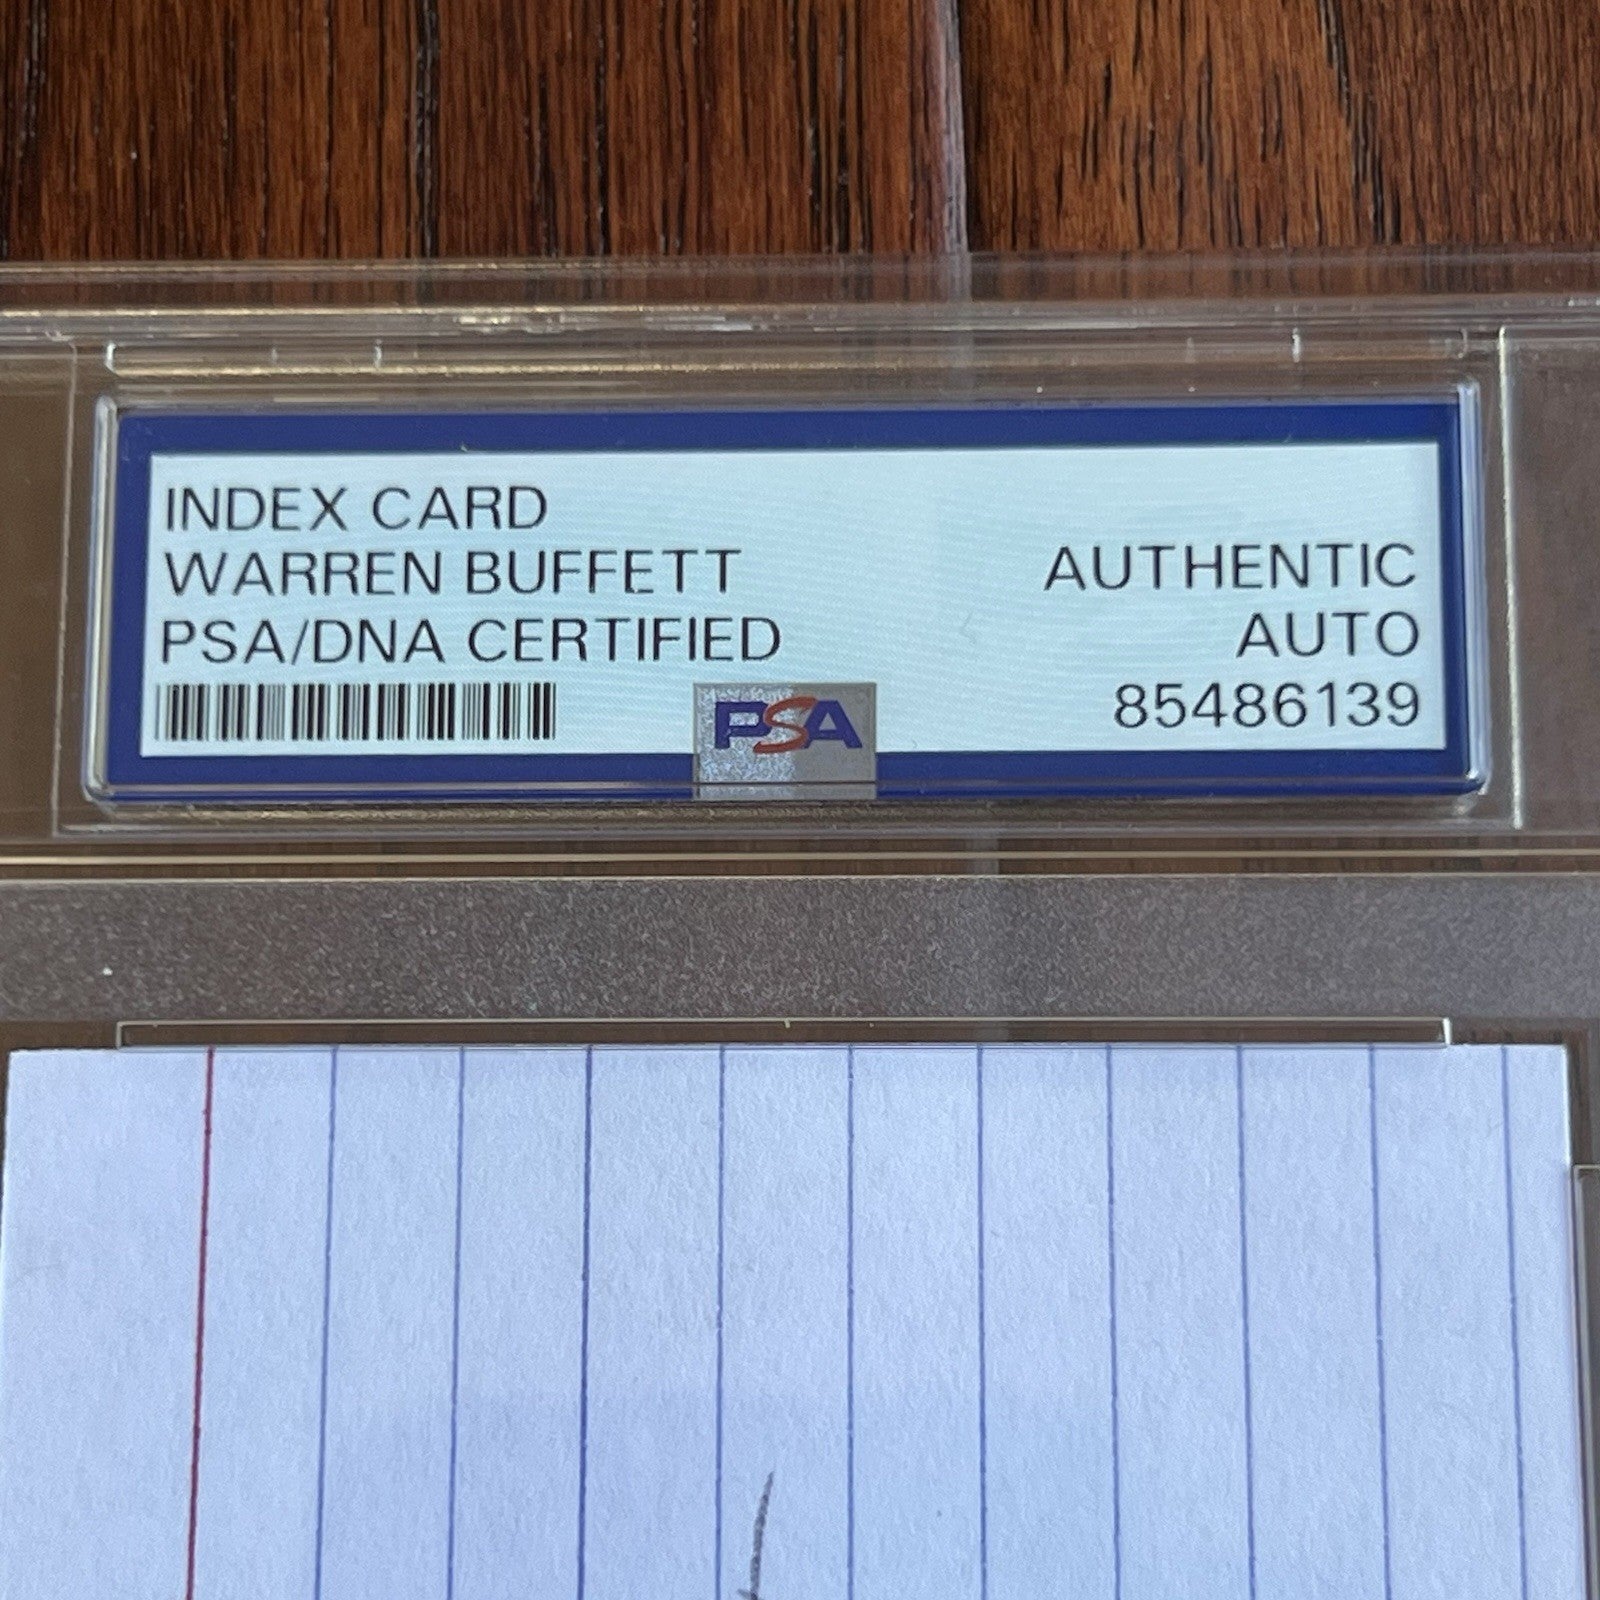 INDEX CARD
WARREN BUFFETT
PSA/DNA CERTIFIED
AUTHENTIC
AUTO
85486139
PSA